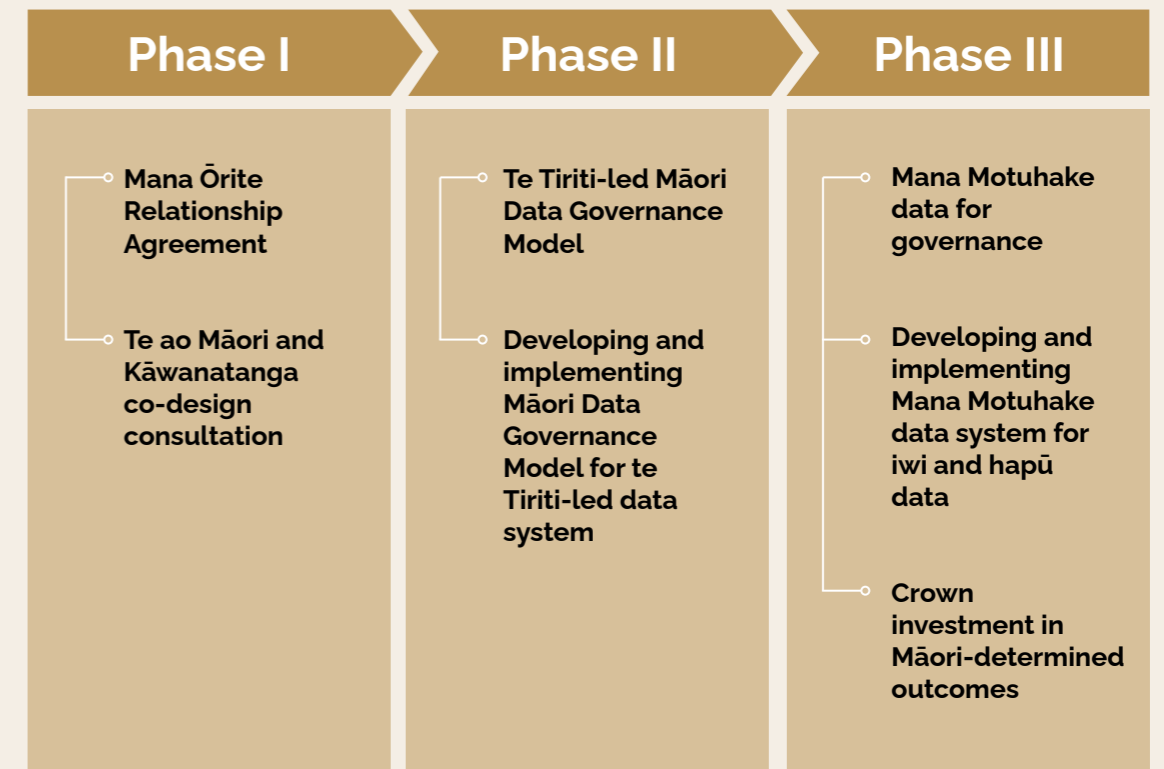 Phase I
Mana Ōrite
Relationship
Agreement
Te ao Māori and
Kāwanatanga
co-design
consultation
Phase II
Te Tiriti-led Māori
Data Governance
Model
Developing and
implementing
Māori Data
Governance
Model for te
Tiriti-led data
system
Phase III
Mana Motuhake
data for
governance
Developing and
implementing
Mana Motuhake
data system for
iwi and hapū
data
Crown
investment in
Māori-determined
outcomes